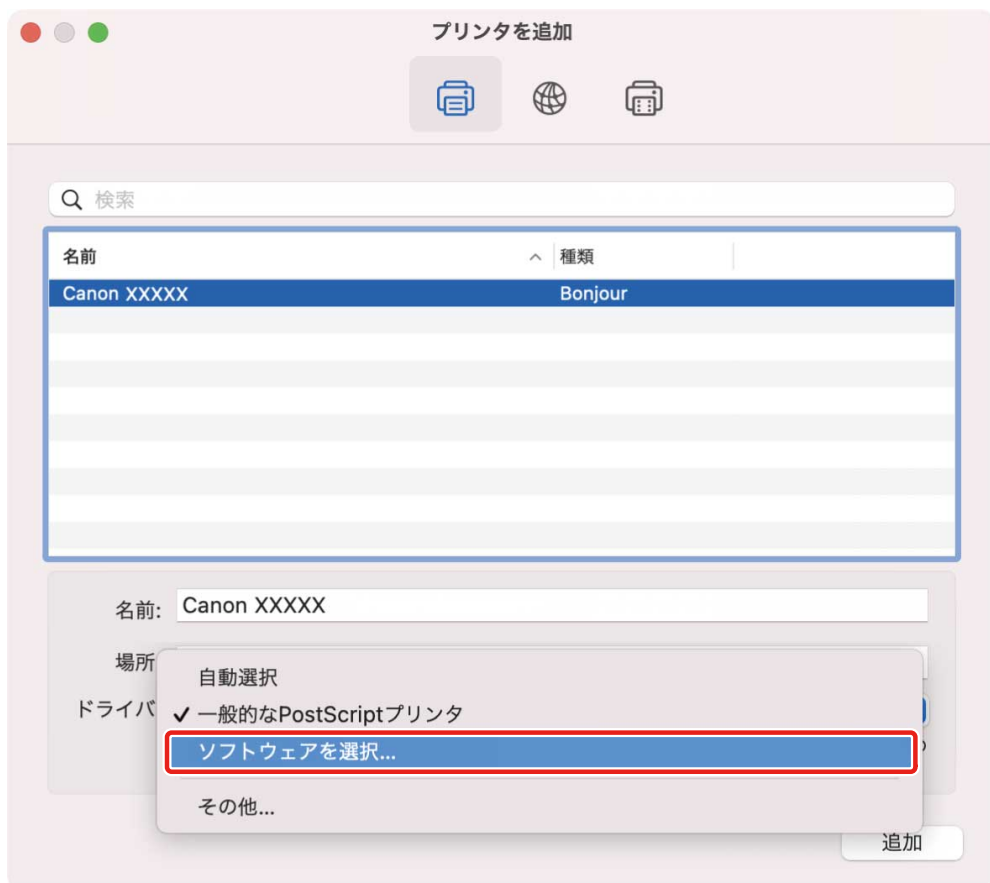 プリンタを追加
検索
名前 種類
Canon XXXXX Bonjour
名前: Canon XXXXX
場所
自動選択
ドライバ
✓ 一般的なPostScriptプリンタ
ソフトウェアを選択...
その他...
追加